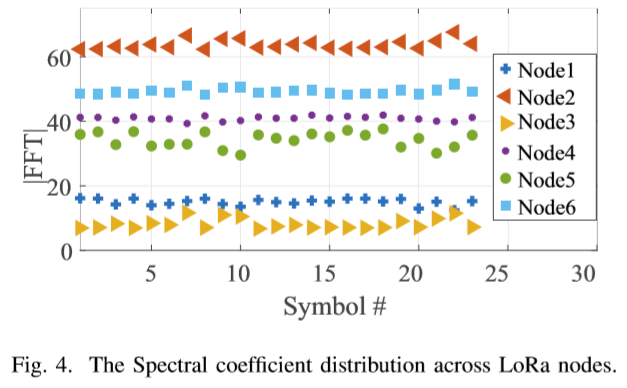 60
40
20
0
|FFT|
5 10 15 20 25 30
Symbol #
Node1
Node2
Node3
Node4
Node5
Node6
Fig. 4. The Spectral coefficient distribution across LoRa nodes.